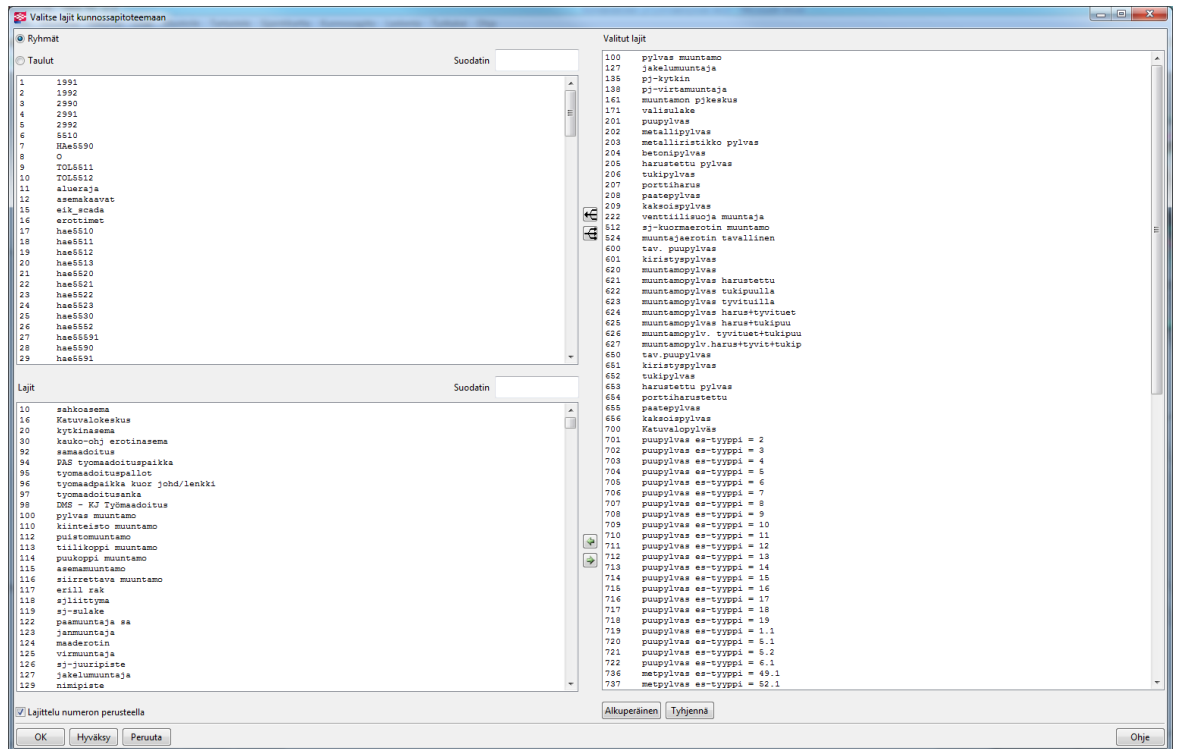 Valitse lajit kunnossapitoteemaan
Ryhmät
Taulut
Suodatin
1 1991
2 1992
3 2990
4 2991
5 2992
6 5510
7 HAe5590
8 O
9 TOL5511
10 TOL5512
11 alueraja
12 asemakaavat
15 eik_scada
16 erottimet
17 hae5510
18 hae5511
19 hae5512
20 hae5513
21 hae5520
22 hae5521
23 hae5522
24 hae5523
25 hae5530
26 hae5552
27 hae55591
28 hae5590
29 hae5591
Lajit
Suodatin
10 sahkoasema
16 Katuvalokeskus
20 kytkinasema
30 kauko-ohj erotinasema
92 samaadoitus
94 PAS tyomaadoituspaikka
95 tyomaadoituspallot
96 tyomaadpaikka kuor johd/lenkki
97 tyomaadoitusanka
98 DMS - KJ Työmaadoitus
100 pylvas muuntamo
110 kiinteisto muuntamo
112 puistomuuntamo
113 tiilikoppi muuntamo
114 puukoppi muuntamo
115 asemamuuntamo
116 siirrettava muuntamo
117 erill rak
118 sjliittyma
119 sj-sulake
122 paamuuntaja sa
123 janmuuntaja
124 maaderotin
125 virmuuntaja
126 sj-juuripiste
127 jakelumuuntaja
129 nimipiste
Lajittelu numeron perusteella
OK
Hyväksy
Peruuta
Valitut lajit
100 pylvas muuntamo
127 jakelumuuntaja
135 pj-kytkin
138 pj-virtamuuntaja
161 muuntamon pjkeskus
171 valisulake
201 puupylvas
202 metallipylvas
203 metalliristikko pylvas
204 betonipylvas
205 harustettu pylvas
206 tukipylvas
207 porttiharus
208 paatepylvas
209 kaksoispylvas
222 venttiilisuoja muuntaja
512 sj-kuormaerotin muuntamo
524 muuntajaerotin tavallinen
600 tav. puupylvas
601 kiristyspylvas
620 muuntamopylvas
621 muuntamopylvas harustettu
622 muuntamopylvas tukipuulla
623 muuntamopylvas tyvituilla
624 muuntamopylvas harus+tyvituet
625 muuntamopylvas harus+tukipuu
626 muuntamopylv. tyvituet+tukipuu
627 muuntamopylv.harus+tyvit+tukip
650 tav.puupylvas
651 kiristyspylvas
652 tukipylvas
653 harustettu pylvas
654 porttiharustettu
655 paatepylvas
656 kaksoispylvas
700 Katuvalopylväs
701 puupylvas es-tyyppi = 2
702 puupylvas es-tyyppi = 3
703 puupylvas es-tyyppi = 4
704 puupylvas es-tyyppi = 5
705 puupylvas es-tyyppi = 6
706 puupylvas es-tyyppi = 7
707 puupylvas es-tyyppi = 8
708 puupylvas es-tyyppi = 9
709 puupylvas es-tyyppi = 10
710 puupylvas es-tyyppi = 11
711 puupylvas es-tyyppi = 12
712 puupylvas es-tyyppi = 13
713 puupylvas es-tyyppi = 14
714 puupylvas es-tyyppi = 15
715 puupylvas es-tyyppi = 16
716 puupylvas es-tyyppi = 17
717 puupylvas es-tyyppi = 18
718 puupylvas es-tyyppi = 19
719 puupylvas es-tyyppi = 1.1
720 puupylvas es-tyyppi = 5.1
721 puupylvas es-tyyppi = 5.2
722 puupylvas es-tyyppi = 6.1
736 metpylvas es-tyyppi = 49.1
737 metpylvas es-tyyppi = 52.1
Alkuperäinen
Tyhjennä
Ohje